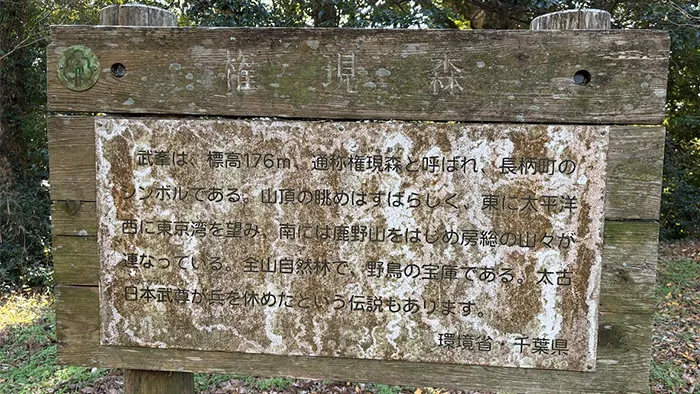 権現森
武峯は、標高176m、通称権現森と呼ばれ、長柄町の
シンボルである。山頂の眺めはすばらしく、東に太平洋
西に東京湾を望み、南には鹿野山をはじめ房総の山々が
連なっている。全山自然林で、野鳥の宝庫である。太古
日本武尊が兵を休めたという伝説もあります。
環境省・千葉県